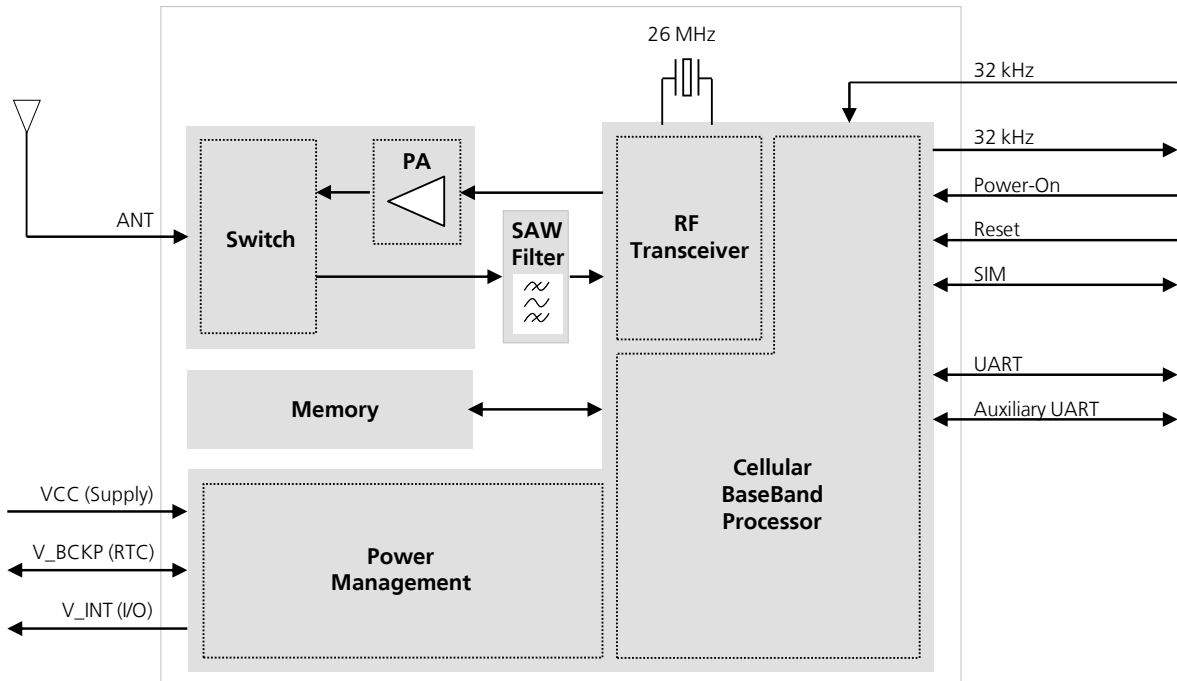 26 MHz
32 kHz
32 kHz
Power-On
Reset
SIM
UART
Auxiliary UART
ANT
Switch
PA
SAW
Filter
RF
Transceiver
Memory
Cellular
BaseBand
Processor
VCC (Supply)
V_BCKP (RTC)
V_INT (I/O)
Power
Management